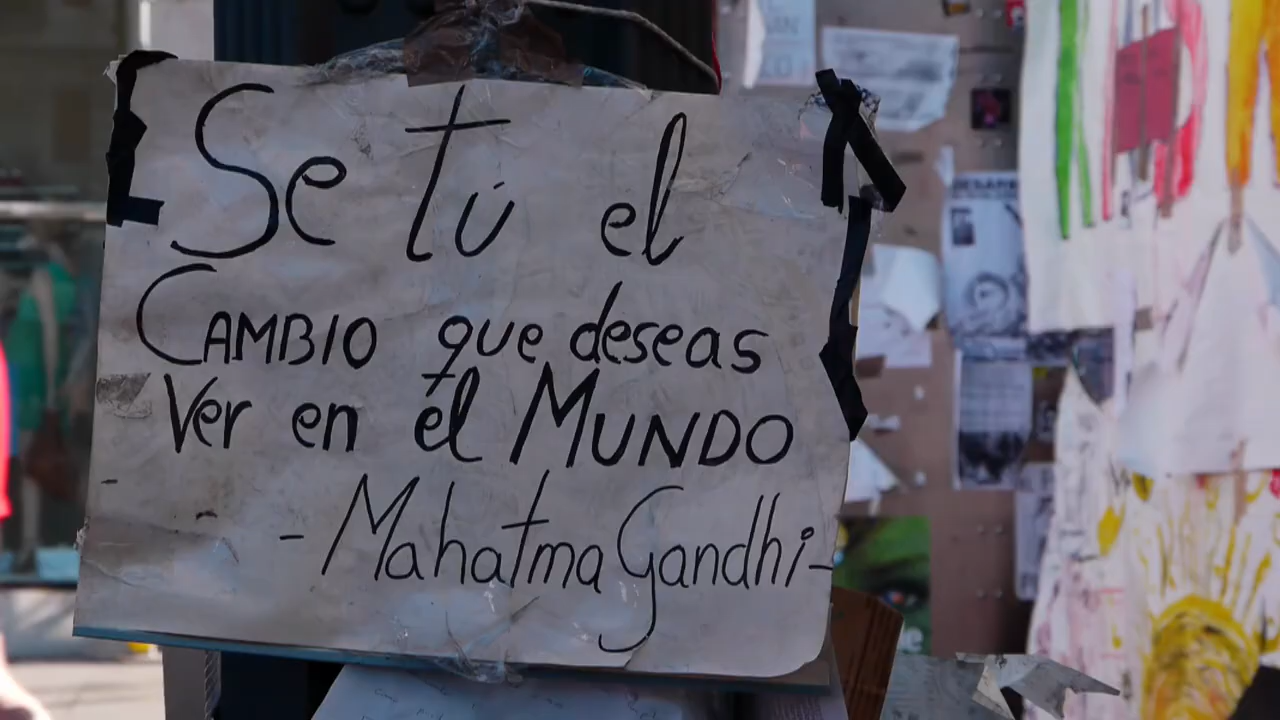 Se tú el
CAMBIO que deseas
Ver en el MUNDO
- Mahatma Gandhi -